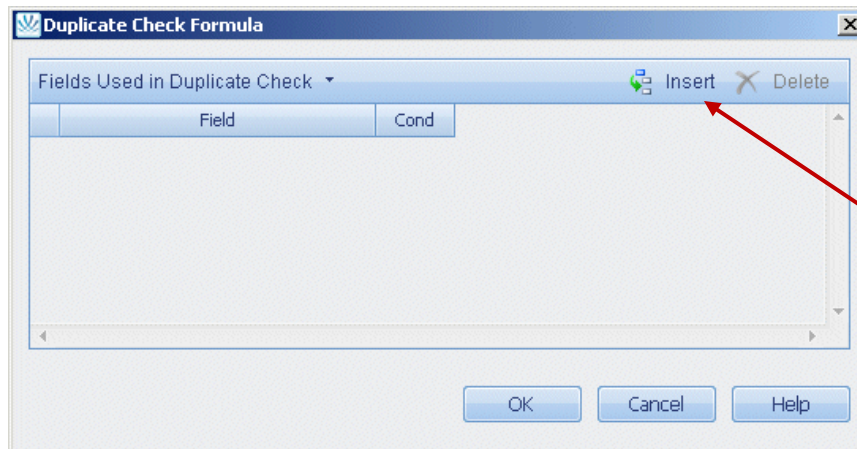 Duplicate Check Formula
Fields Used in Duplicate Check Insert Delete
Field Cond
OK Cancel Help